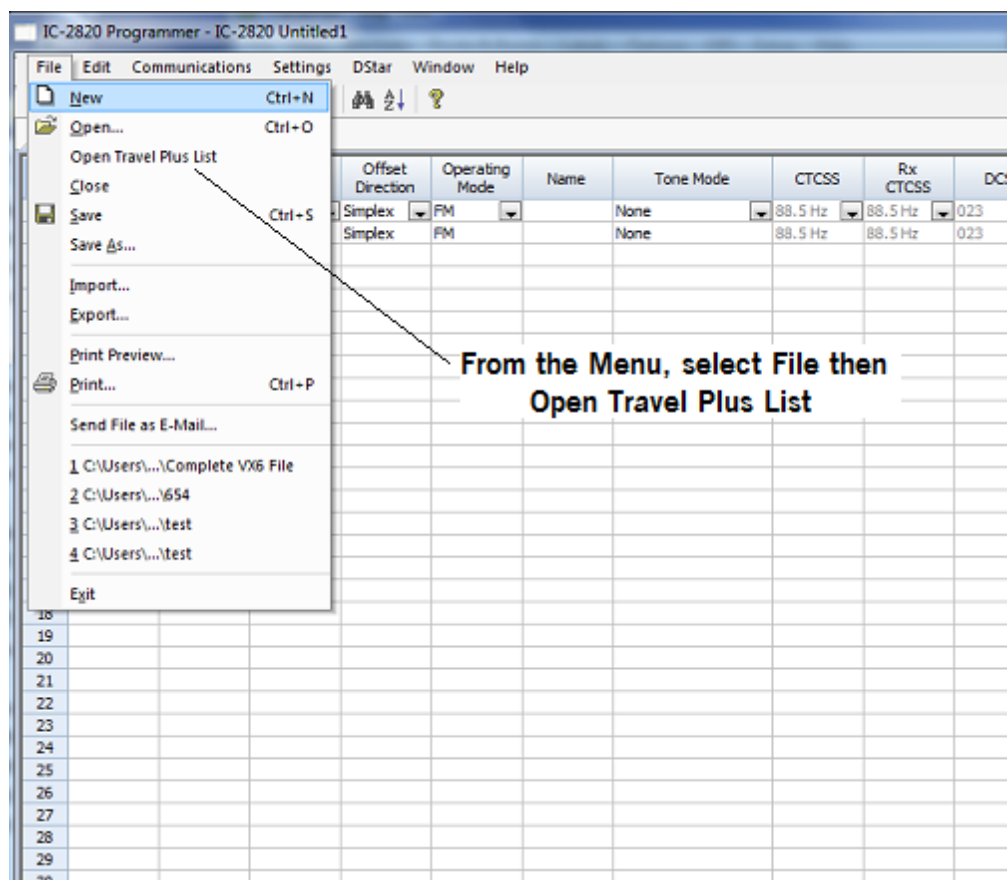 IC-2820 Programmer - IC-2820 Untitled1
File Edit Communications Settings DStar Window Help
New Ctrl+N
Open... Ctrl+O
Open Travel Plus List
Close
Save Ctrl+S
Save As...
Import...
Export...
Print Preview...
Print... Ctrl+P
Send File as E-Mail...
1 C:\Users\...\Complete VX6 File
2 C:\Users\...\654
3 C:\Users\...\test
4 C:\Users\...\test
Exit
Offset Direction
Operating Mode
Name
Tone Mode
CTCSS
Rx CTCSS
DCS
Simplex FM None 88.5 Hz 88.5 Hz 023
Simplex FM None 88.5 Hz 88.5 Hz 023
From the Menu, select File then
Open Travel Plus List
18
19
20
21
22
23
24
25
26
27
28
29